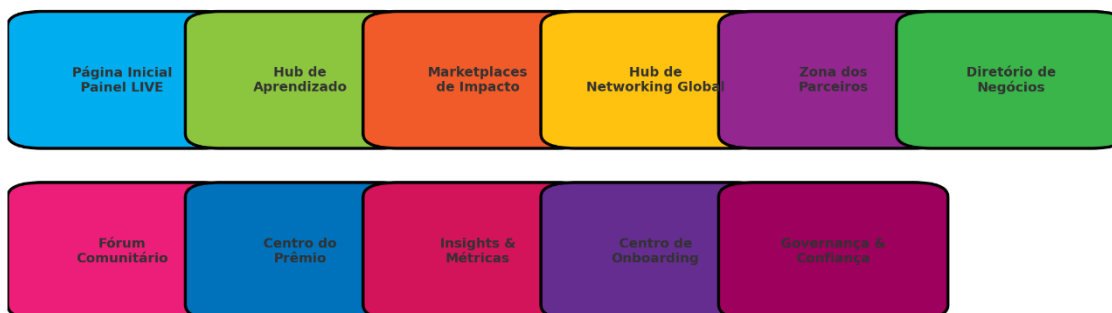 Página Inicial
Painel LIVE
Hub de
Aprendizado
Marketplaces
de Impacto
Hub de
Networking Global
Zona dos
Parceiros
Diretório de
Negócios
Fórum
Comunitário
Centro do
Prêmio
Insights &
Métricas
Centro de
Onboarding
Governança &
Confiança